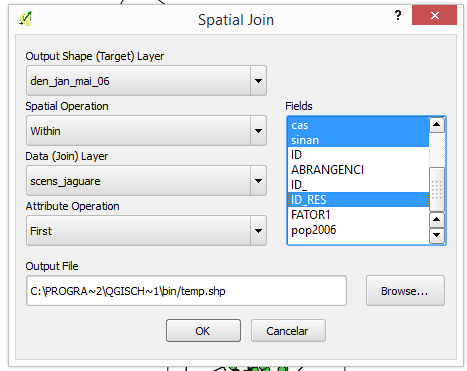 Spatial Join
?
Output Shape (Target) Layer
den_jan_mai_06
Spatial Operation
Within
Data (Join) Layer
scens_jaguare
Attribute Operation
First
Fields
cas
sinan
ID
ABRANGENCI
ID_
ID_RES
FATOR1
pop2006
Output File
C:\PROGRA~2\QGISCH~1\bin/temp.shp
Browse...
OK
Cancelar